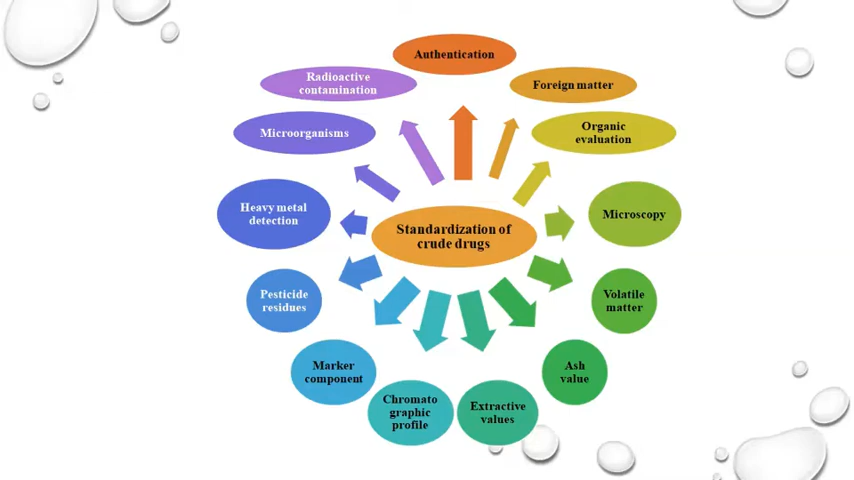 Authentication
Foreign matter
Organic
evaluation
Microscopy
Volatile
matter
Ash
value
Extractive
values
Chromato
graphic
profile
Marker
component
Pesticide
residues
Heavy metal
detection
Microorganisms
Radioactive
contamination
Standardization of
crude drugs